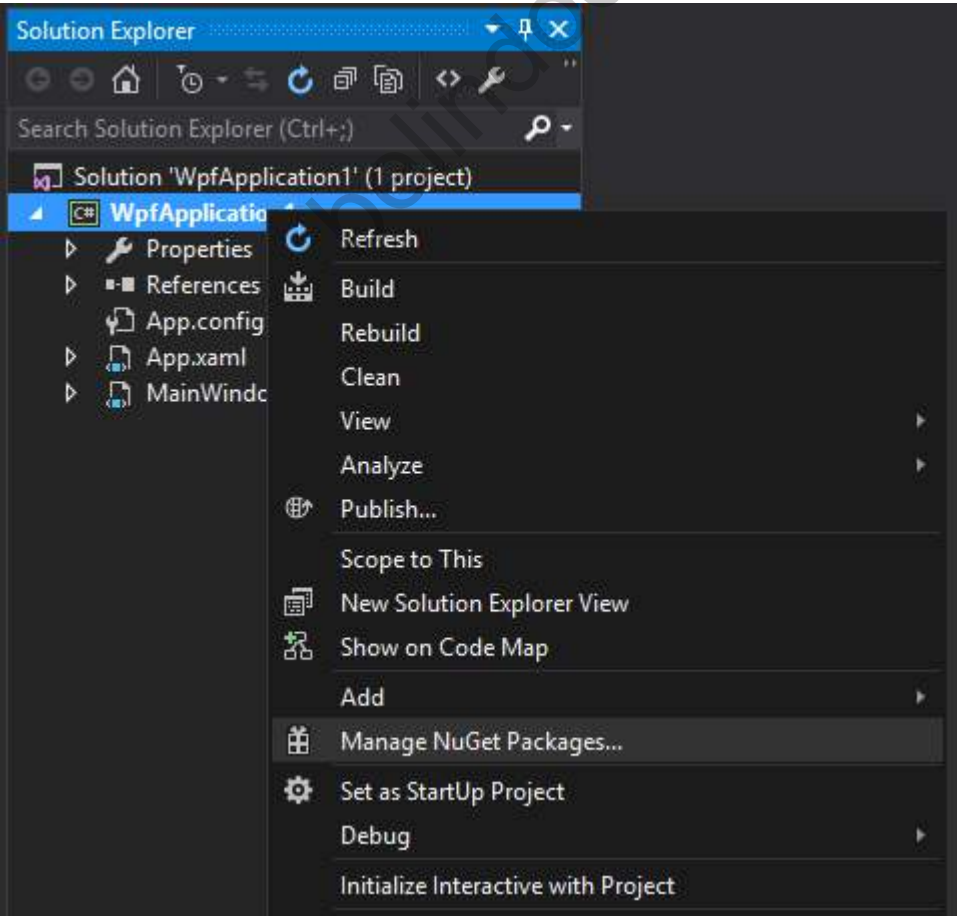 Solution Explorer
Search Solution Explorer (Ctrl+;)
Solution 'WpfApplication1' (1 project)
C# WpfApplicatio
Properties
References
App.config
App.xaml
MainWindo
Refresh
Build
Rebuild
Clean
View
Analyze
Publish...
Scope to This
New Solution Explorer View
Show on Code Map
Add
Manage NuGet Packages...
Set as StartUp Project
Debug
Initialize Interactive with Project